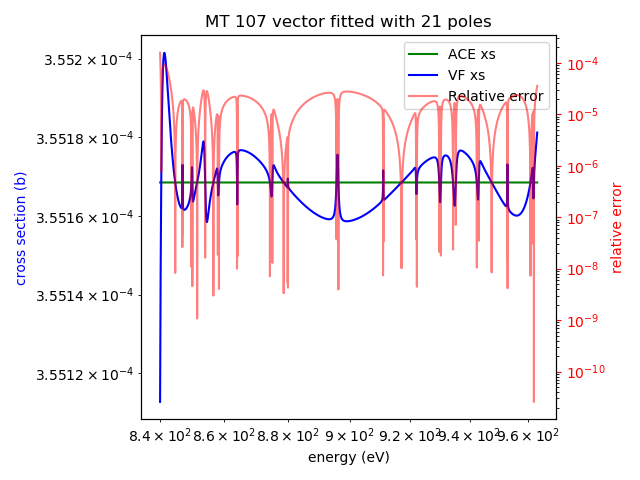 MT 107 vector fitted with 21 poles
ACE xs
VF xs
Relative error
cross section (b)
3.552 × 10⁻⁴
3.5518 × 10⁻⁴
3.5516 × 10⁻⁴
3.5514 × 10⁻⁴
3.5512 × 10⁻⁴
relative error
10⁻⁴
10⁻⁵
10⁻⁶
10⁻⁷
10⁻⁸
10⁻⁹
10⁻¹⁰
8.4 × 10² 8.6 × 10² 8.8 × 10² 9 × 10² 9.2 × 10² 9.4 × 10² 9.6 × 10²
energy (eV)